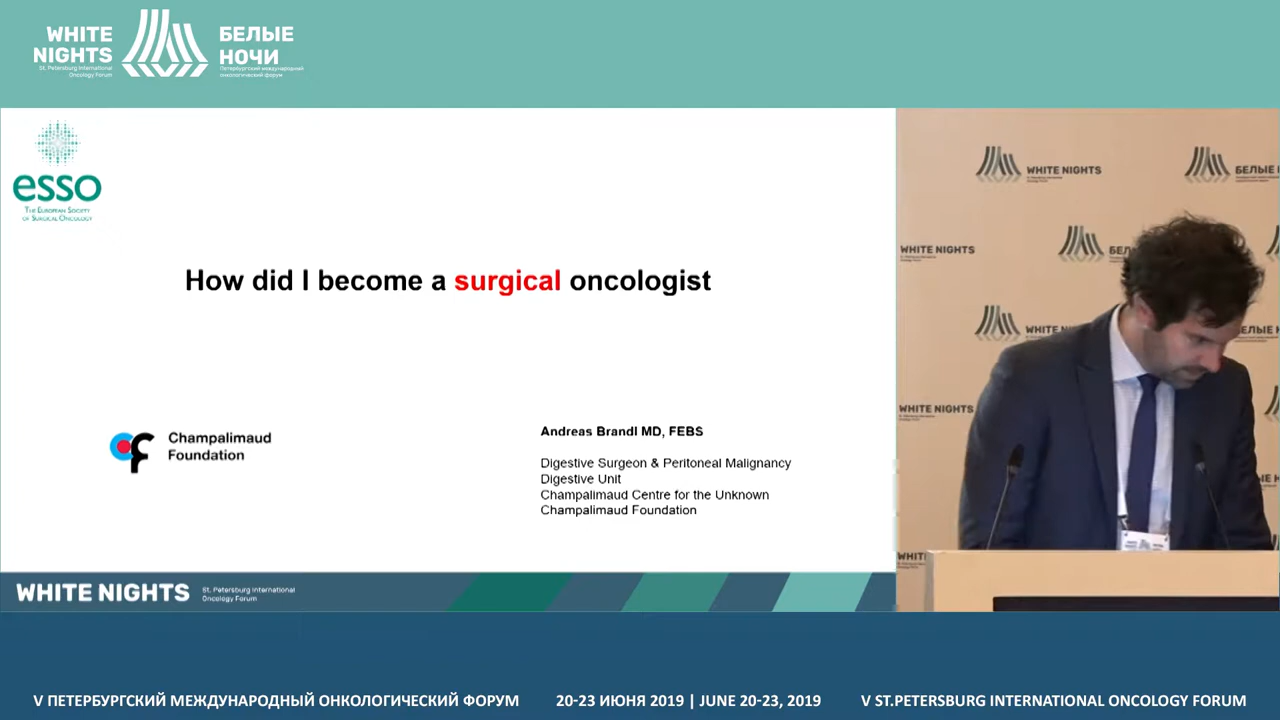 WHITE
NIGHTS
St. Petersburg International
Oncology Forum
БЕЛЫЕ
НОЧИ
Петербургский международный
онкологический форум
esso
The European Society
of Surgical Oncology
How did I become a surgical oncologist
Champalimaud
Foundation
Andreas Brandl MD, FEBS
Digestive Surgeon & Peritoneal Malignancy
Digestive Unit
Champalimaud Centre for the Unknown
Champalimaud Foundation
WHITE NIGHTS
St. Petersburg International
Oncology Forum
WHITE NIGHTS
БЕЛЫЕ
WHITE NIGHTS
БЕЛ
WHITE
ЕЛЫЕ
WHITE NIGHTS
WHIT
V ПЕТЕРБУРГСКИЙ МЕЖДУНАРОДНЫЙ ОНКОЛОГИЧЕСКИЙ ФОРУМ
20-23 ИЮНЯ 2019 | JUNE 20-23, 2019
V ST.PETERSBURG INTERNATIONAL ONCOLOGY FORUM